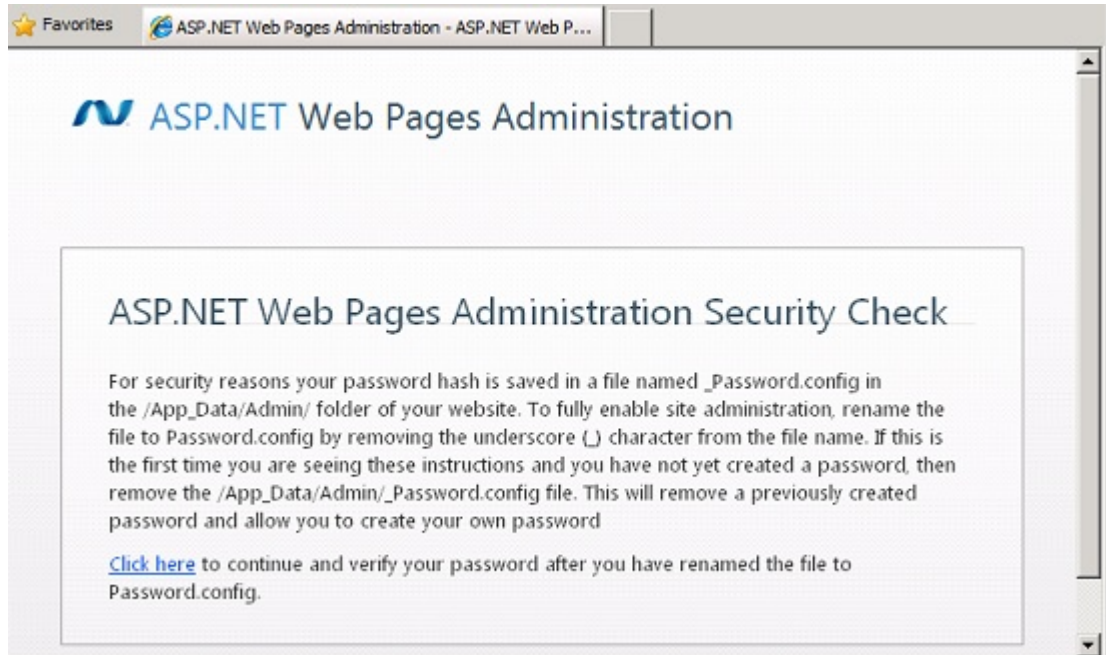 Favorites
ASP.NET Web Pages Administration - ASP.NET Web P...
ASP.NET Web Pages Administration
ASP.NET Web Pages Administration Security Check
For security reasons your password hash is saved in a file named _Password.config in
the /App_Data/Admin/ folder of your website. To fully enable site administration, rename the
file to Password.config by removing the underscore (_) character from the file name. If this is
the first time you are seeing these instructions and you have not yet created a password, then
remove the /App_Data/Admin/_Password.config file. This will remove a previously created
password and allow you to create your own password
Click here to continue and verify your password after you have renamed the file to
Password.config.